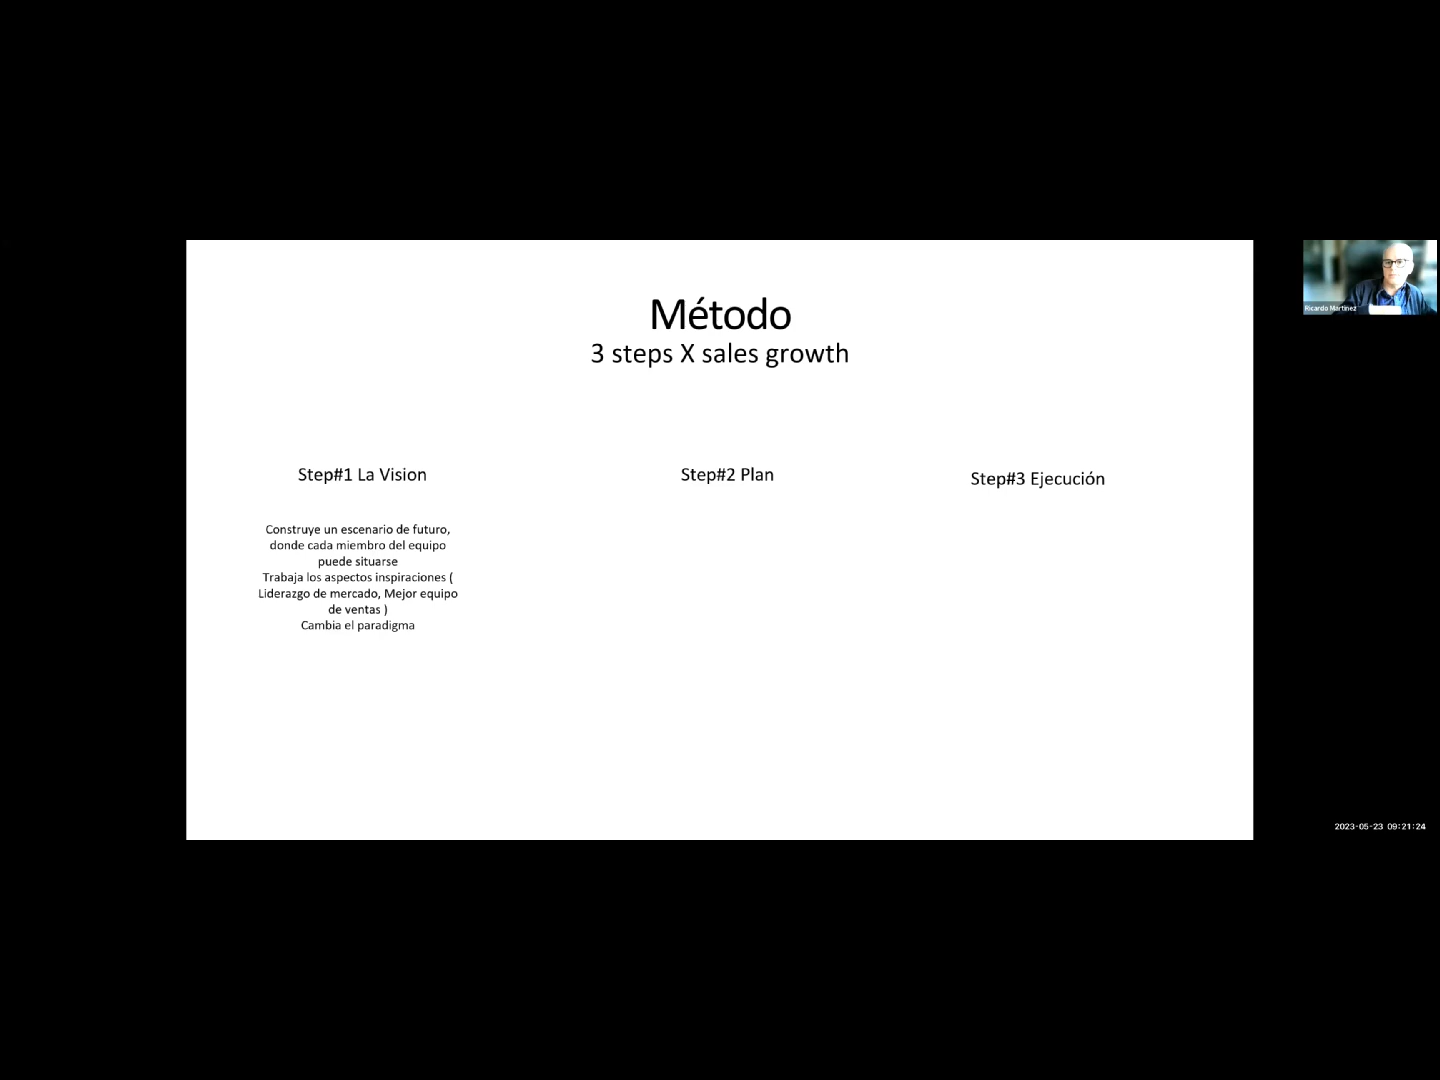 Método
3 steps X sales growth
Step#1 La Vision
Construye un escenario de futuro,
donde cada miembro del equipo
puede situarse
Trabaja los aspectos inspiraciones (
Liderazgo de mercado, Mejor equipo
de ventas )
Cambia el paradigma
Step#2 Plan
Step#3 Ejecución
Ricardo Martinez
2023-05-23 09:21:24